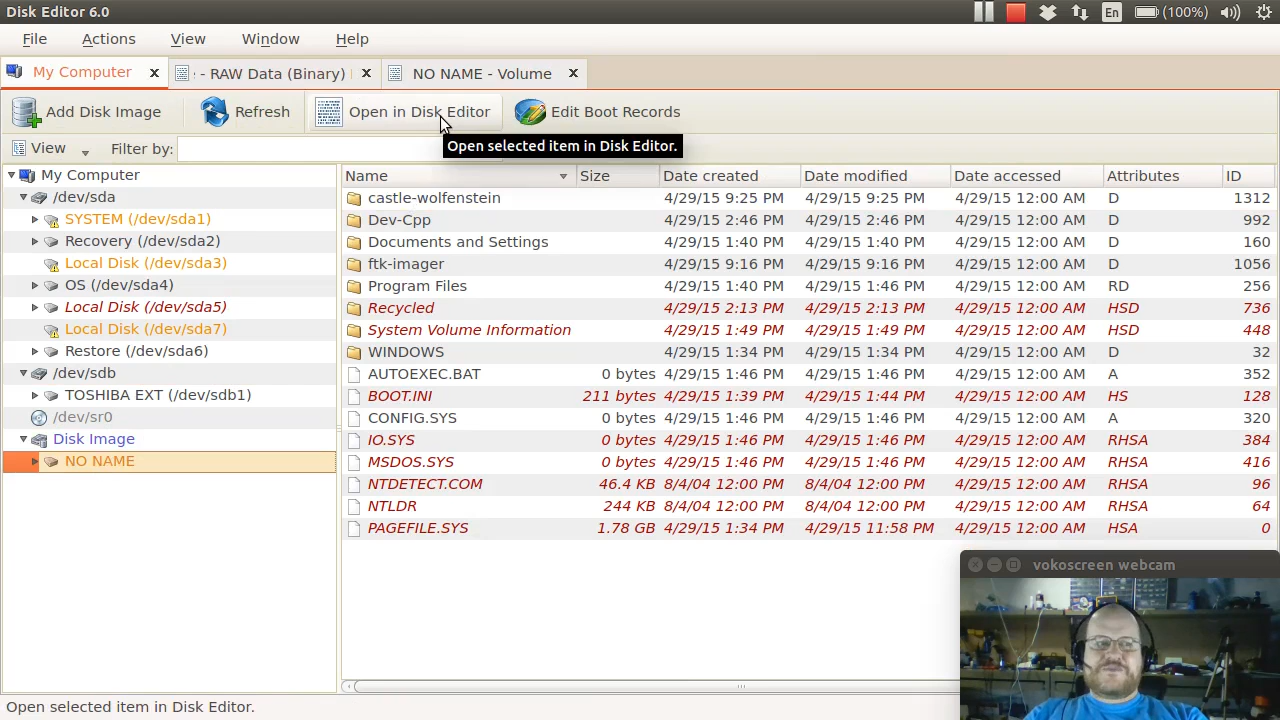 Disk Editor 6.0
En
(100%)
File Actions View Window Help
My Computer x
: - RAW Data (Binary) x
NO NAME - Volume x
Add Disk Image
Refresh
Open in Disk Editor
Edit Boot Records
View
Filter by:
Open selected item in Disk Editor.
My Computer
/dev/sda
SYSTEM (/dev/sda1)
Recovery (/dev/sda2)
Local Disk (/dev/sda3)
OS (/dev/sda4)
Local Disk (/dev/sda5)
Local Disk (/dev/sda7)
Restore (/dev/sda6)
/dev/sdb
TOSHIBA EXT (/dev/sdb1)
/dev/sr0
Disk Image
NO NAME
Name Size Date created Date modified Date accessed Attributes ID
castle-wolfenstein 4/29/15 9:25 PM 4/29/15 9:25 PM 4/29/15 12:00 AM D 1312
Dev-Cpp 4/29/15 2:46 PM 4/29/15 2:46 PM 4/29/15 12:00 AM D 992
Documents and Settings 4/29/15 1:40 PM 4/29/15 1:40 PM 4/29/15 12:00 AM D 160
ftk-imager 4/29/15 9:16 PM 4/29/15 9:16 PM 4/29/15 12:00 AM D 1056
Program Files 4/29/15 1:40 PM 4/29/15 1:40 PM 4/29/15 12:00 AM RD 256
Recycled 4/29/15 2:13 PM 4/29/15 2:13 PM 4/29/15 12:00 AM HSD 736
System Volume Information 4/29/15 1:49 PM 4/29/15 1:49 PM 4/29/15 12:00 AM HSD 448
WINDOWS 4/29/15 1:34 PM 4/29/15 1:34 PM 4/29/15 12:00 AM D 32
AUTOEXEC.BAT 0 bytes 4/29/15 1:46 PM 4/29/15 1:46 PM 4/29/15 12:00 AM A 352
BOOT.INI 211 bytes 4/29/15 1:39 PM 4/29/15 1:44 PM 4/29/15 12:00 AM HS 128
CONFIG.SYS 0 bytes 4/29/15 1:46 PM 4/29/15 1:46 PM 4/29/15 12:00 AM A 320
IO.SYS 0 bytes 4/29/15 1:46 PM 4/29/15 1:46 PM 4/29/15 12:00 AM RHSA 384
MSDOS.SYS 0 bytes 4/29/15 1:46 PM 4/29/15 1:46 PM 4/29/15 12:00 AM RHSA 416
NTDETECT.COM 46.4 KB 8/4/04 12:00 PM 8/4/04 12:00 PM 4/29/15 12:00 AM RHSA 96
NTLDR 244 KB 8/4/04 12:00 PM 8/4/04 12:00 PM 4/29/15 12:00 AM RHSA 64
PAGEFILE.SYS 1.78 GB 4/29/15 1:34 PM 4/29/15 11:58 PM 4/29/15 12:00 AM HSA 0
vokoscreen webcam
Open selected item in Disk Editor.